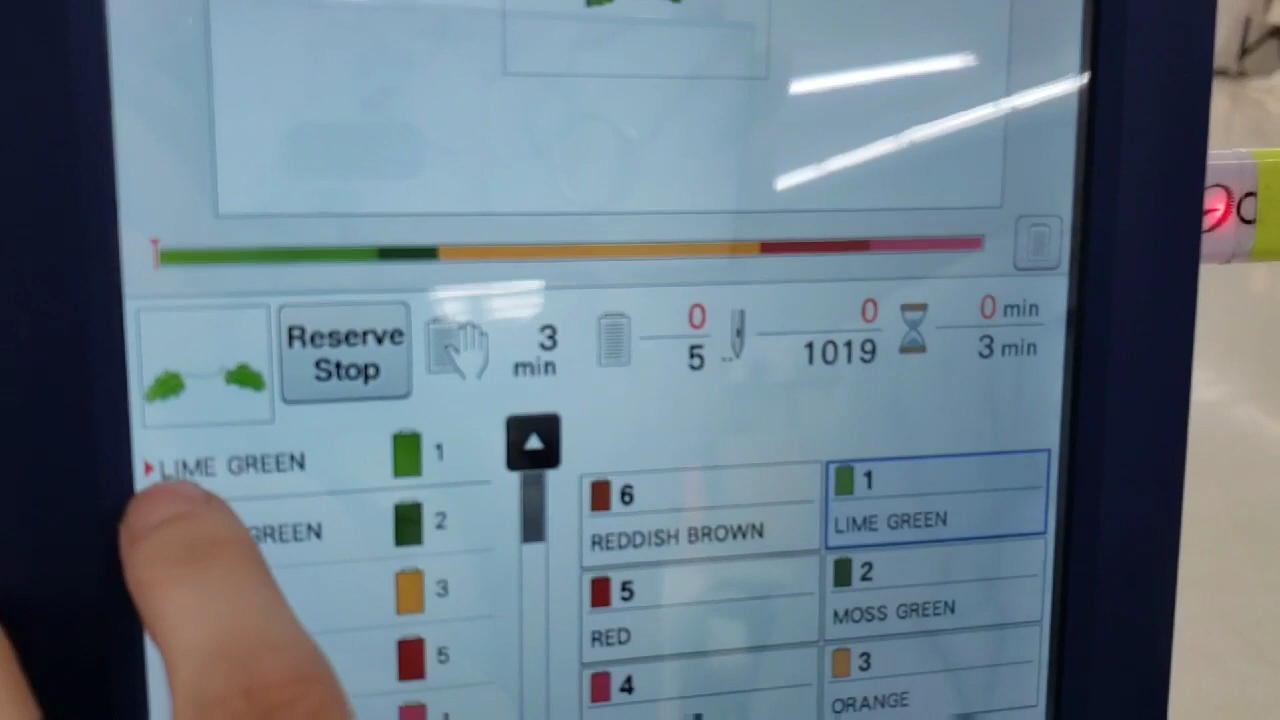 Reserve
Stop
3
min
0
5
0
1019
0 min
3 min
LIME GREEN
1
GREEN
2
3
5
6
REDDISH BROWN
5
RED
4
1
LIME GREEN
2
MOSS GREEN
3
ORANGE